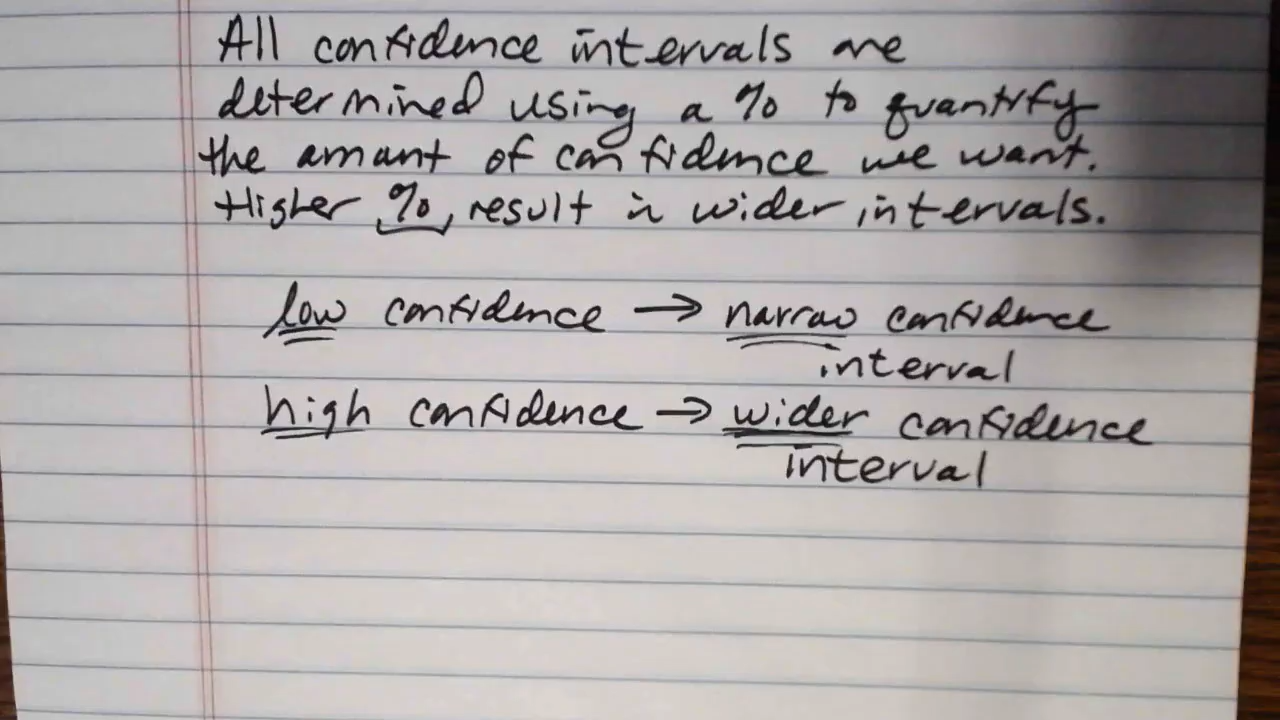 All confidence intervals are
determined using a % to quantify
the amount of confidence we want.
Higher %, result in wider intervals.
low confidence → narrow confidence
interval
high confidence → wider confidence
interval